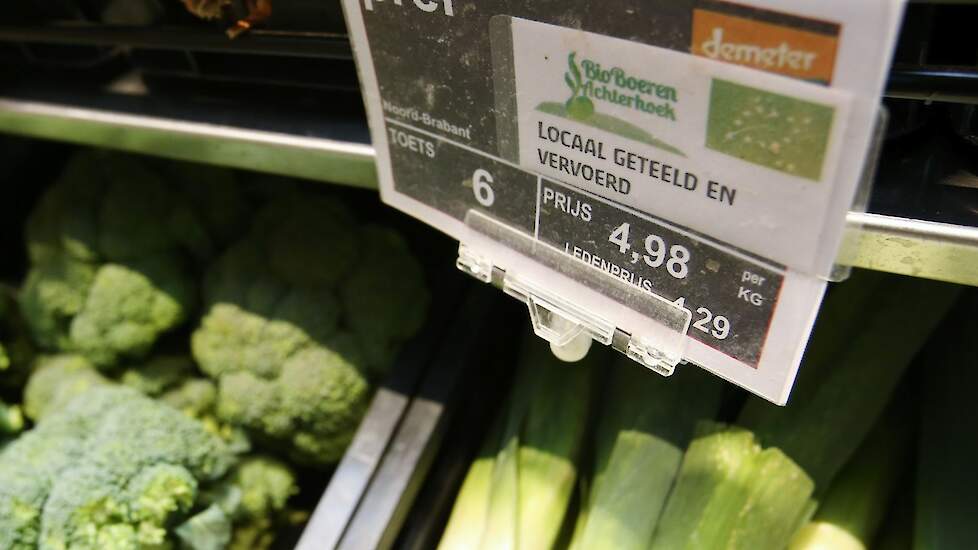 prei
demeter
BioBoeren
Achterhoek
Noord-Brabant
LOCAAL GETEELD EN
VERVOERD
TOETS
6
PRIJS
4,98
per
KG
LEDENPRIJS
4,29